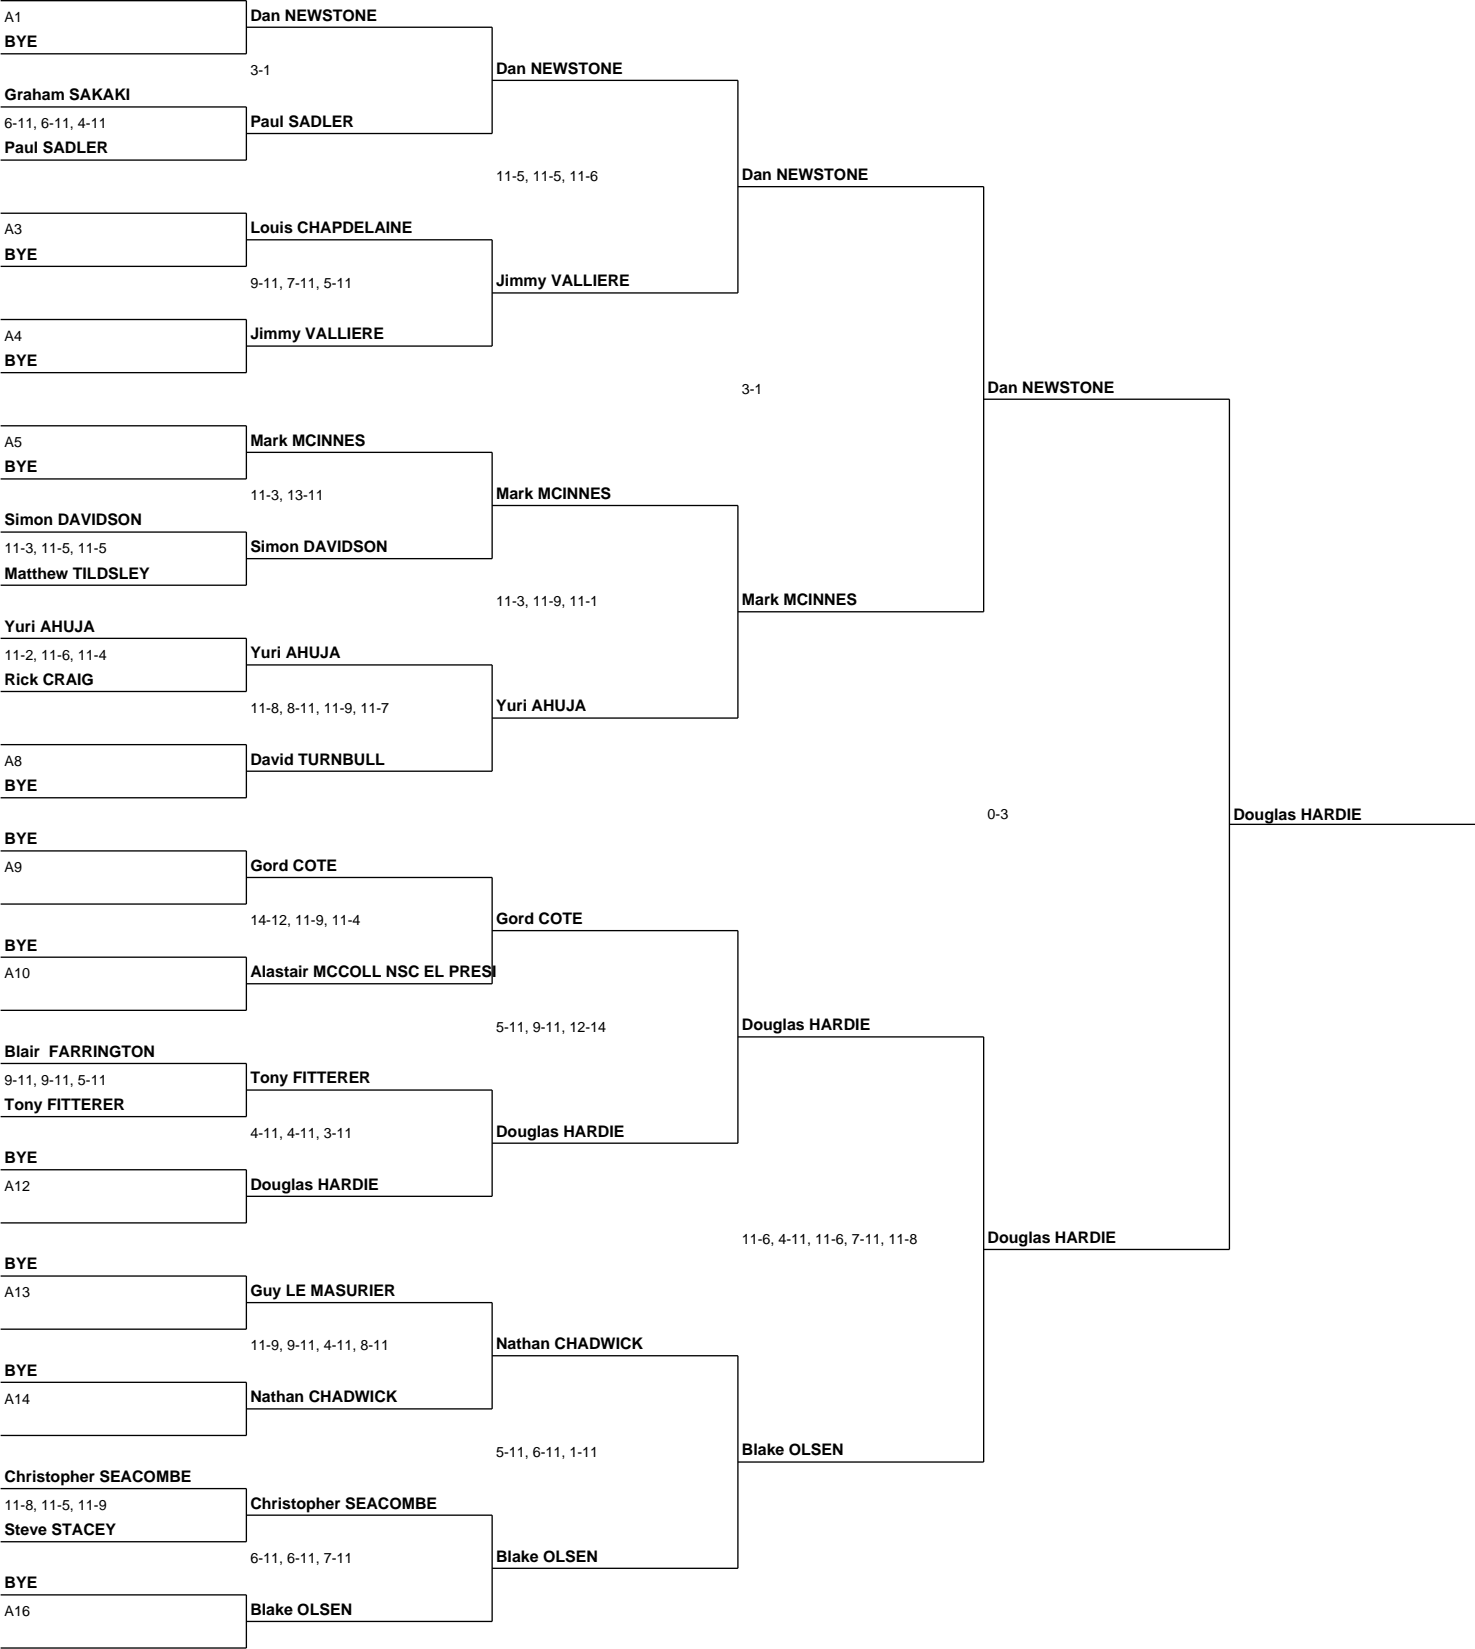 A1
BYE
Dan NEWSTONE
3-1
Graham SAKAKI
6-11, 6-11, 4-11
Paul SADLER
Paul SADLER
Dan NEWSTONE
11-5, 11-5, 11-6
A3
BYE
Louis CHAPDELAINE
9-11, 7-11, 5-11
A4
BYE
Jimmy VALLIERE
Jimmy VALLIERE
Dan NEWSTONE
3-1
A5
BYE
Mark MCINNES
11-3, 13-11
Simon DAVIDSON
11-3, 11-5, 11-5
Matthew TILDSLEY
Simon DAVIDSON
Mark MCINNES
11-3, 11-9, 11-1
Yuri AHUJA
11-2, 11-6, 11-4
Rick CRAIG
Yuri AHUJA
11-8, 8-11, 11-9, 11-7
A8
BYE
David TURNBULL
Yuri AHUJA
Mark MCINNES
Dan NEWSTONE
0-3
Douglas HARDIE
BYE
A9
Gord COTE
14-12, 11-9, 11-4
BYE
A10
Alastair MCCOLL NSC EL PRESI
Gord COTE
5-11, 9-11, 12-14
Blair  FARRINGTON
9-11, 9-11, 5-11
Tony FITTERER
Tony FITTERER
4-11, 4-11, 3-11
BYE
A12
Douglas HARDIE
Douglas HARDIE
Douglas HARDIE
11-6, 4-11, 11-6, 7-11, 11-8
Douglas HARDIE
BYE
A13
Guy LE MASURIER
11-9, 9-11, 4-11, 8-11
BYE
A14
Nathan CHADWICK
Nathan CHADWICK
5-11, 6-11, 1-11
Blake OLSEN
Christopher SEACOMBE
11-8, 11-5, 11-9
Steve STACEY
Christopher SEACOMBE
6-11, 6-11, 7-11
BYE
A16
Blake OLSEN
Blake OLSEN